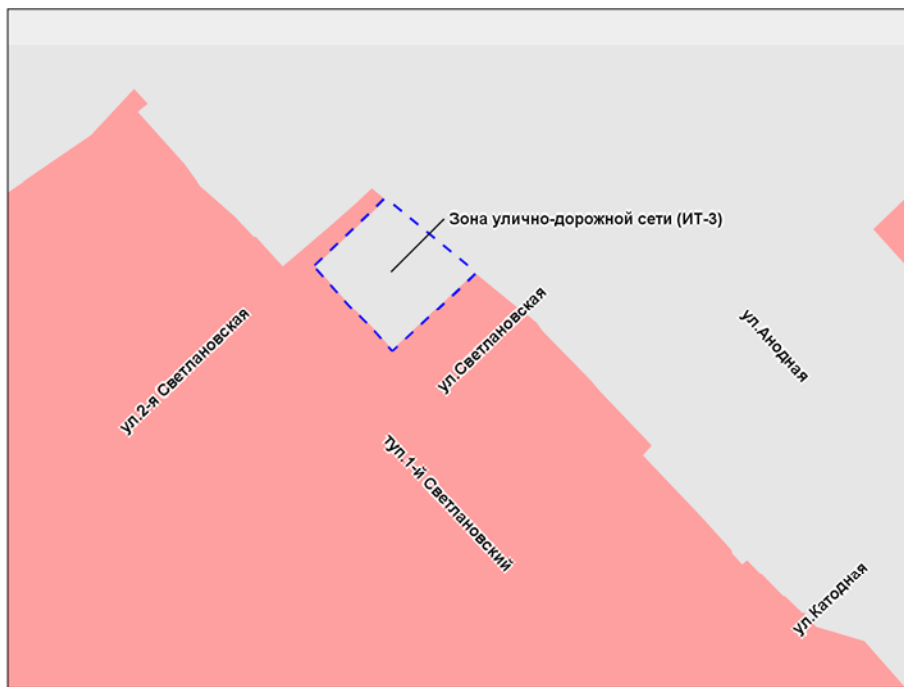 Зона улично-дорожной сети (ИТ-3)
ул.2-я Светлановская
ул.Светлановская
ул.Анодная
туп.1-й Светлановский
ул.Катодная